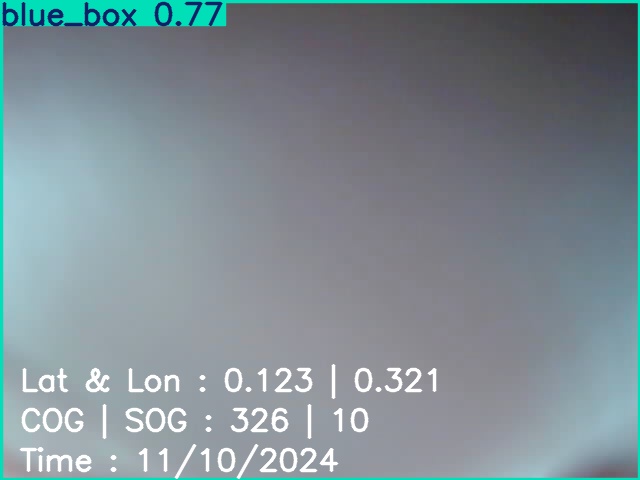 blue_box 0.77
Lat & Lon : 0.123 | 0.321
COG | SOG : 326 | 10
Time : 11/10/2024